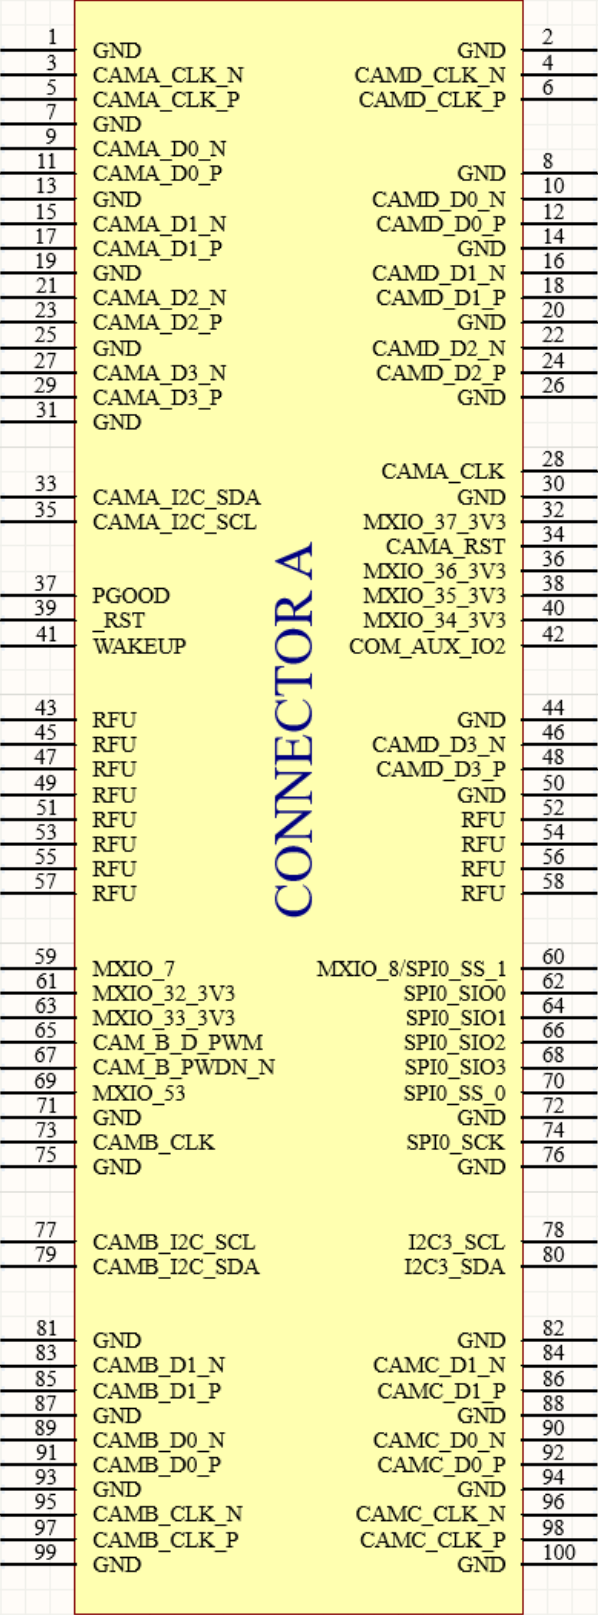 1 GND GND 2
3 CAMA_CLK_N CAMD_CLK_N 4
5 CAMA_CLK_P CAMD_CLK_P 6
7 GND
9 CAMA_D0_N
11 CAMA_D0_P GND 8
13 GND CAMD_D0_N 10
15 CAMA_D1_N CAMD_D0_P 12
17 CAMA_D1_P GND 14
19 GND CAMD_D1_N 16
21 CAMA_D2_N CAMD_D1_P 18
23 CAMA_D2_P GND 20
25 GND CAMD_D2_N 22
27 CAMA_D3_N CAMD_D2_P 24
29 CAMA_D3_P GND 26
31 GND
CAMA_CLK 28
33 CAMA_I2C_SDA GND 30
35 CAMA_I2C_SCL MXIO_37_3V3 32
CAMA_RST 34
MXIO_36_3V3 36
37 PGOOD MXIO_35_3V3 38
39 _RST MXIO_34_3V3 40
41 WAKEUP COM_AUX_IO2 42
CONNECTOR A
43 RFU GND 44
45 RFU CAMD_D3_N 46
47 RFU CAMD_D3_P 48
49 RFU GND 50
51 RFU RFU 52
53 RFU RFU 54
55 RFU RFU 56
57 RFU RFU 58
59 MXIO_7 MXIO_8/SPI0_SS_1 60
61 MXIO_32_3V3 SPI0_SIO0 62
63 MXIO_33_3V3 SPI0_SIO1 64
65 CAM_B_D_PWM SPI0_SIO2 66
67 CAM_B_PWDN_N SPI0_SIO3 68
69 MXIO_53 SPI0_SS_0 70
71 GND GND 72
73 CAMB_CLK SPI0_SCK 74
75 GND GND 76
77 CAMB_I2C_SCL I2C3_SCL 78
79 CAMB_I2C_SDA I2C3_SDA 80
81 GND GND 82
83 CAMB_D1_N CAMC_D1_N 84
85 CAMB_D1_P CAMC_D1_P 86
87 GND GND 88
89 CAMB_D0_N CAMC_D0_N 90
91 CAMB_D0_P CAMC_D0_P 92
93 GND GND 94
95 CAMB_CLK_N CAMC_CLK_N 96
97 CAMB_CLK_P CAMC_CLK_P 98
99 GND GND 100